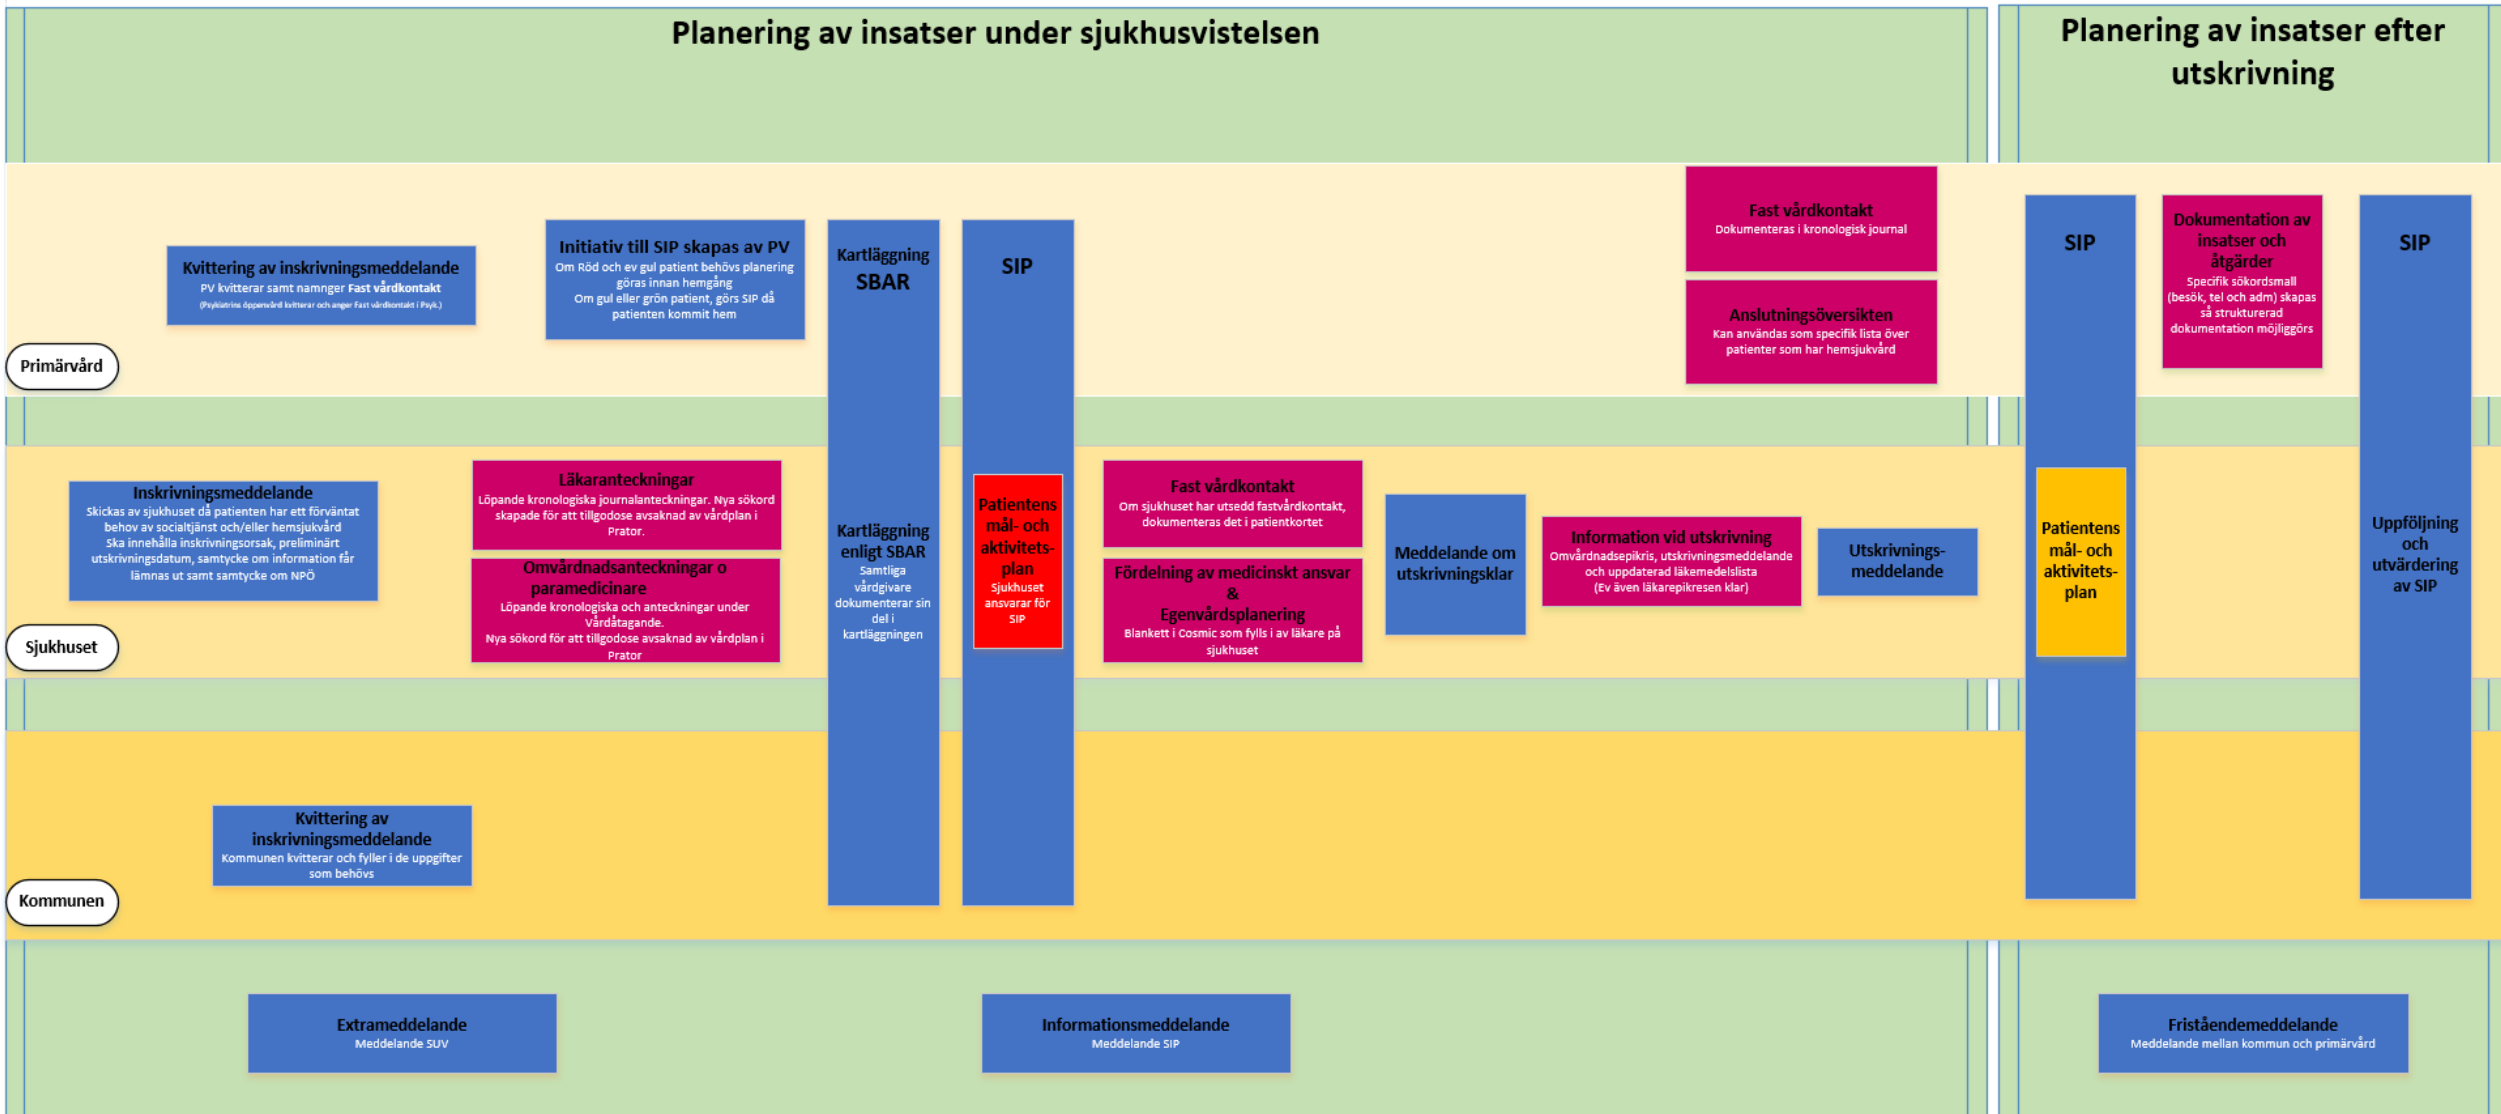 Planering av insatser under sjukhusvistelsen
Planering av insatser efter
utskrivning
Primärvård
Kvittering av inskrivningsmeddelande
PV kvitterar samt namnger Fast vårdkontakt
(Psykiatrins öppenvård kvitterar och anger Fast vårdkontakt i Psyk.)
Initiativ till SIP skapas av PV
Om Röd och ev gul patient behövs planering
göras innan hemgång
Om gul eller grön patient, görs SIP då
patienten kommit hem
Kartläggning
SBAR
SIP
Fast vårdkontakt
Dokumenteras i kronologisk journal
Anslutningsöversikten
Kan användas som specifik lista över
patienter som har hemsjukvård
SIP
Dokumentation av
insatser och
åtgärder
Specifik sökordsmall
(besök, tel och adm) skapas
så strukturerad
dokumentation möjliggörs
SIP
Sjukhuset
Inskrivningsmeddelande
Skickas av sjukhuset då patienten har ett förväntat
behov av socialtjänst och/eller hemsjukvård
Ska innehålla inskrivningsorsak, preliminärt
utskrivningsdatum, samtycke om information får
lämnas ut samt samtycke om NPÖ
Läkaranteckningar
Löpande kronologiska journalanteckningar. Nya sökord
skapade för att tillgodose avsaknad av vårdplan i
Prator.
Omvårdnadsanteckningar o
paramedicinare
Löpande kronologiska och anteckningar under
Vårdåtagande.
Nya sökord för att tillgodose avsaknad av vårdplan i
Prator
Kartläggning
enligt SBAR
Samtliga
vårdgivare
dokumenterar sin
del i
kartläggningen
Patientens
mål- och
aktivitets-
plan
Sjukhuset
ansvarar för
SIP
Fast vårdkontakt
Om sjukhuset har utsedd fastvårdkontakt,
dokumenteras det i patientkortet
Fördelning av medicinskt ansvar
&
Egenvårdsplanering
Blankett i Cosmic som fylls i av läkare på
sjukhuset
Meddelande om
utskrivningsklar
Information vid utskrivning
Omvårdnadsepikris, utskrivningsmeddelande
och uppdaterad läkemedelslista
(Ev även läkarepikresen klar)
Utskrivnings-
meddelande
Patientens
mål- och
aktivitets-
plan
Uppföljning
och
utvärdering
av SIP
Kommunen
Kvittering av
inskrivningsmeddelande
Kommunen kvitterar och fyller i de uppgifter
som behövs
Extrameddelande
Meddelande SUV
Informationsmeddelande
Meddelande SIP
Friståendemeddelande
Meddelande mellan kommun och primärvård